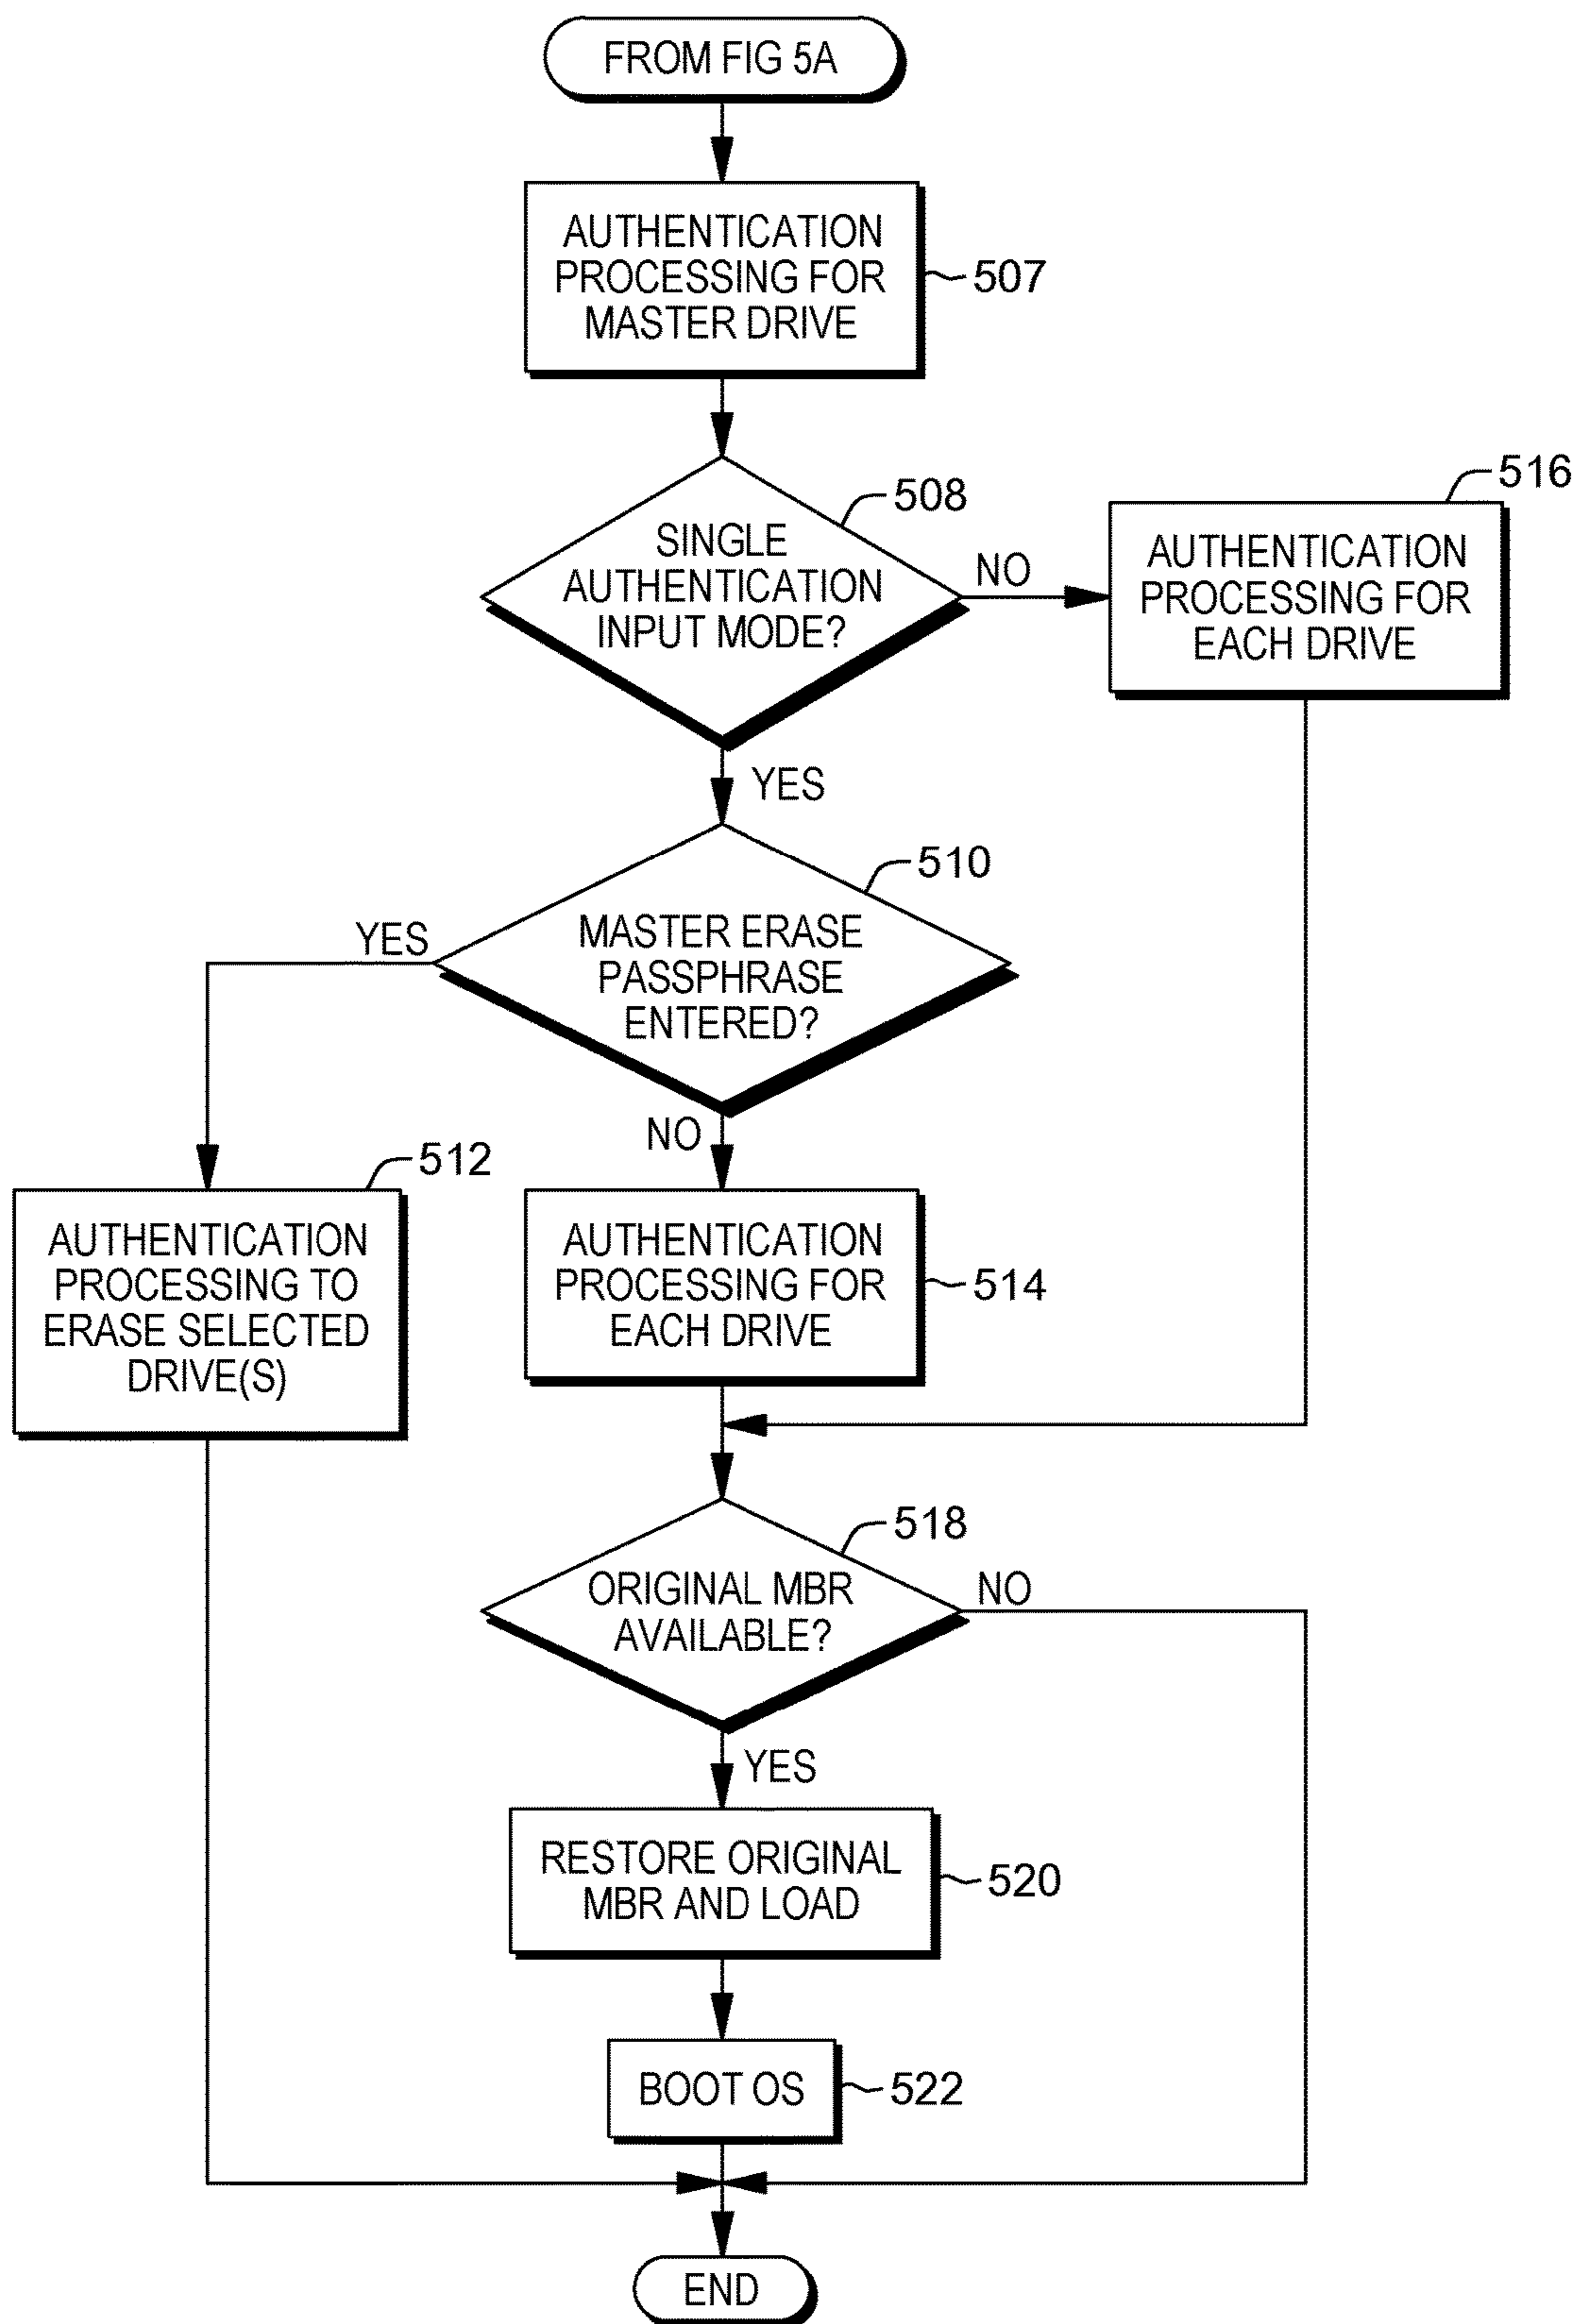 FROM FIG 5A
AUTHENTICATION
PROCESSING FOR
MASTER DRIVE
507
508
SINGLE
AUTHENTICATION
INPUT MODE?
NO
516
AUTHENTICATION
PROCESSING FOR
EACH DRIVE
YES
510
MASTER ERASE
PASSPHRASE
ENTERED?
YES
NO
512
AUTHENTICATION
PROCESSING TO
ERASE SELECTED
DRIVE(S)
AUTHENTICATION
PROCESSING FOR
EACH DRIVE
514
518
ORIGINAL MBR
AVAILABLE?
NO
YES
RESTORE ORIGINAL
MBR AND LOAD
520
BOOT OS
522
END